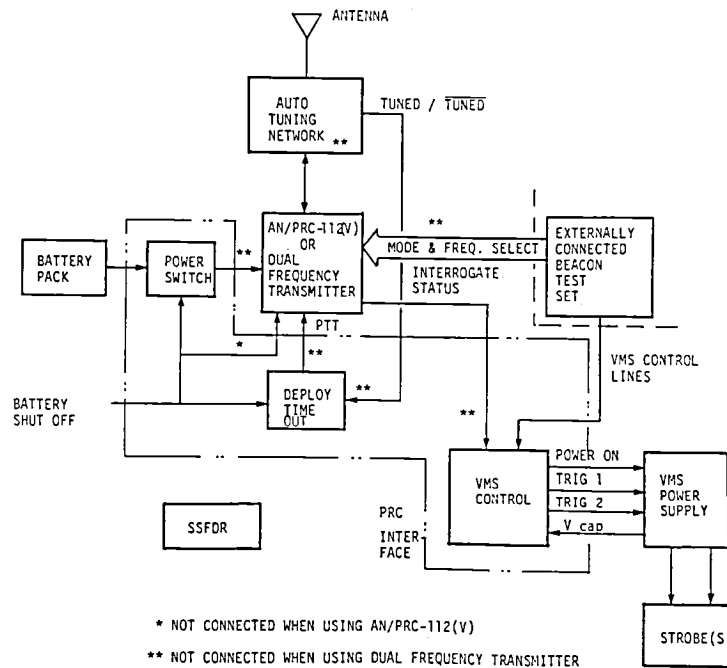 ANTENNA
AUTO
TUNING
NETWORK **
TUNED / TUNED
BATTERY
PACK
POWER
SWITCH
**
AN/PRC-112(V)
OR
DUAL
FREQUENCY
TRANSMITTER
**
MODE & FREQ. SELECT
INTERROGATE
STATUS
EXTERNALLY
CONNECTED
BEACON
TEST
SET
PTT
*
**
**
VMS CONTROL
LINES
BATTERY
SHUT OFF
DEPLOY
TIME
OUT
**
VMS
CONTROL
POWER ON
TRIG 1
TRIG 2
V cap
VMS
POWER
SUPPLY
SSFDR
PRC
INTER
FACE
STROBE(S
* NOT CONNECTED WHEN USING AN/PRC-112(V)
** NOT CONNECTED WHEN USING DUAL FREQUENCY TRANSMITTER